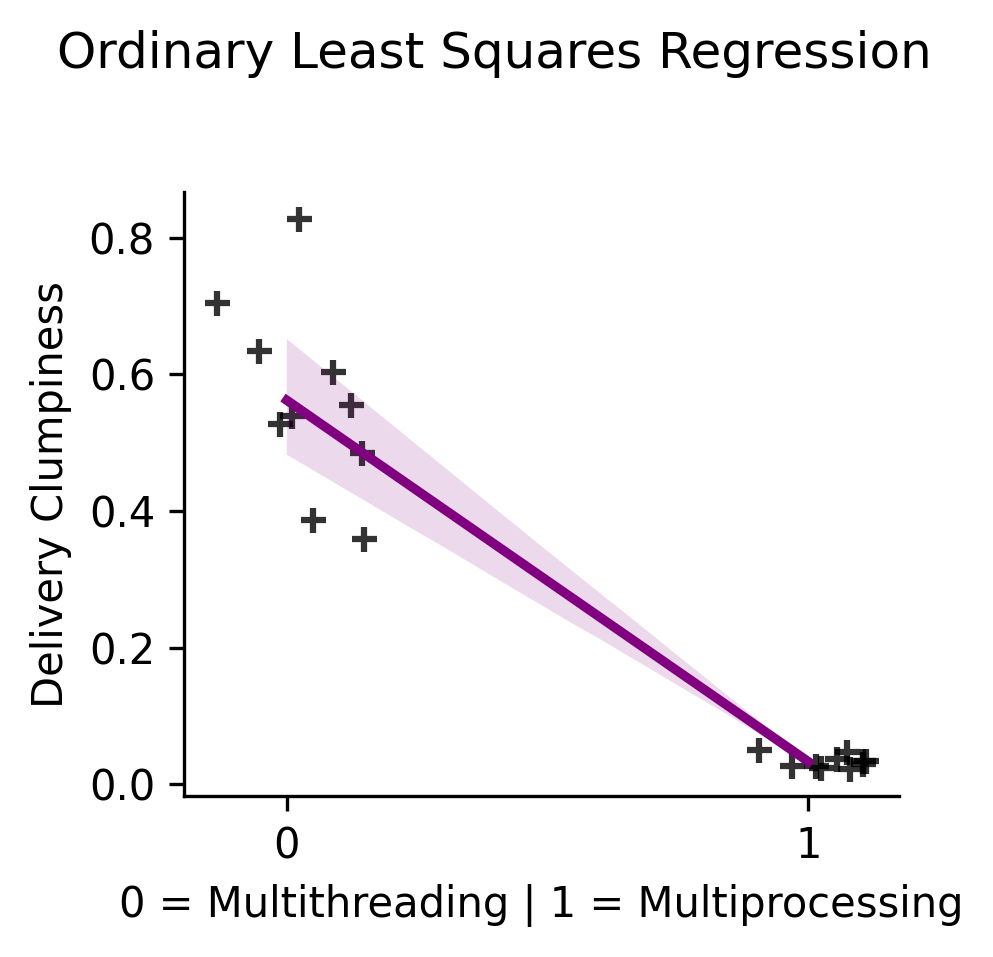 Ordinary Least Squares Regression
0.8
0.6
0.4
0.2
0.0
Delivery Clumpiness
0 1
0 = Multithreading | 1 = Multiprocessing